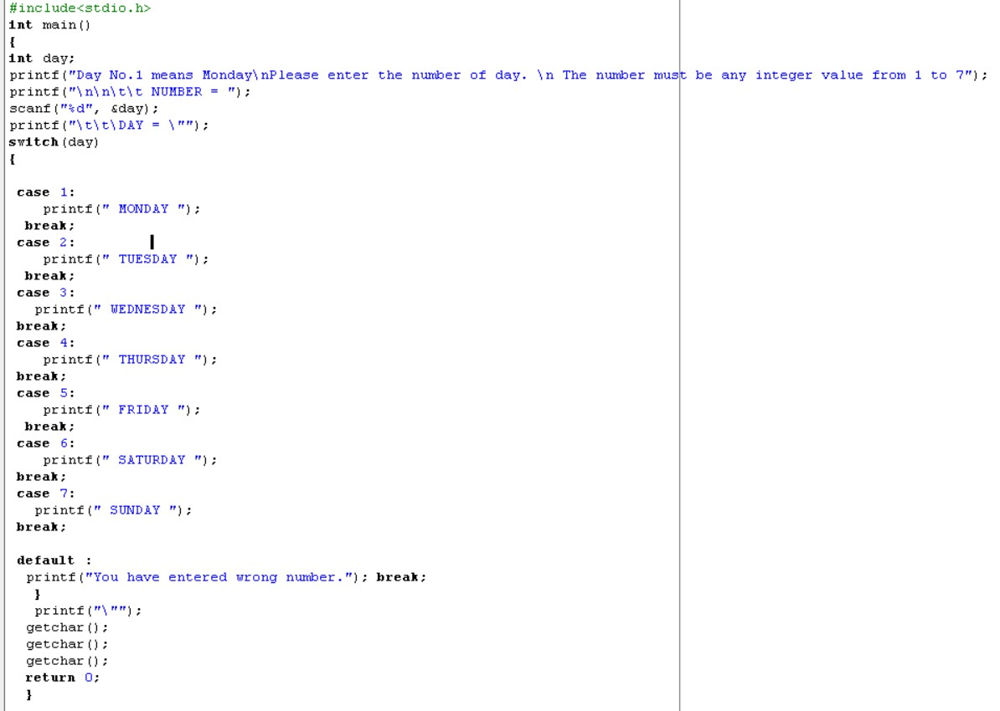 #include<stdio.h>
int main()
{
int day;
printf("Day No.1 means Monday\nPlease enter the number of day. \n The number must be any integer value from 1 to 7");
printf("\n\n\t\t NUMBER = ");
scanf("%d", &day);
printf("\t\t\DAY = \"");
switch(day)
{
case 1:
printf(" MONDAY ");
break;
case 2:
printf(" TUESDAY ");
break;
case 3:
printf(" WEDNESDAY ");
break;
case 4:
printf(" THURSDAY ");
break;
case 5:
printf(" FRIDAY ");
break;
case 6:
printf(" SATURDAY ");
break;
case 7:
printf(" SUNDAY ");
break;
default :
printf("You have entered wrong number."); break;
}
printf("\"");
getchar();
getchar();
getchar();
return 0;
}